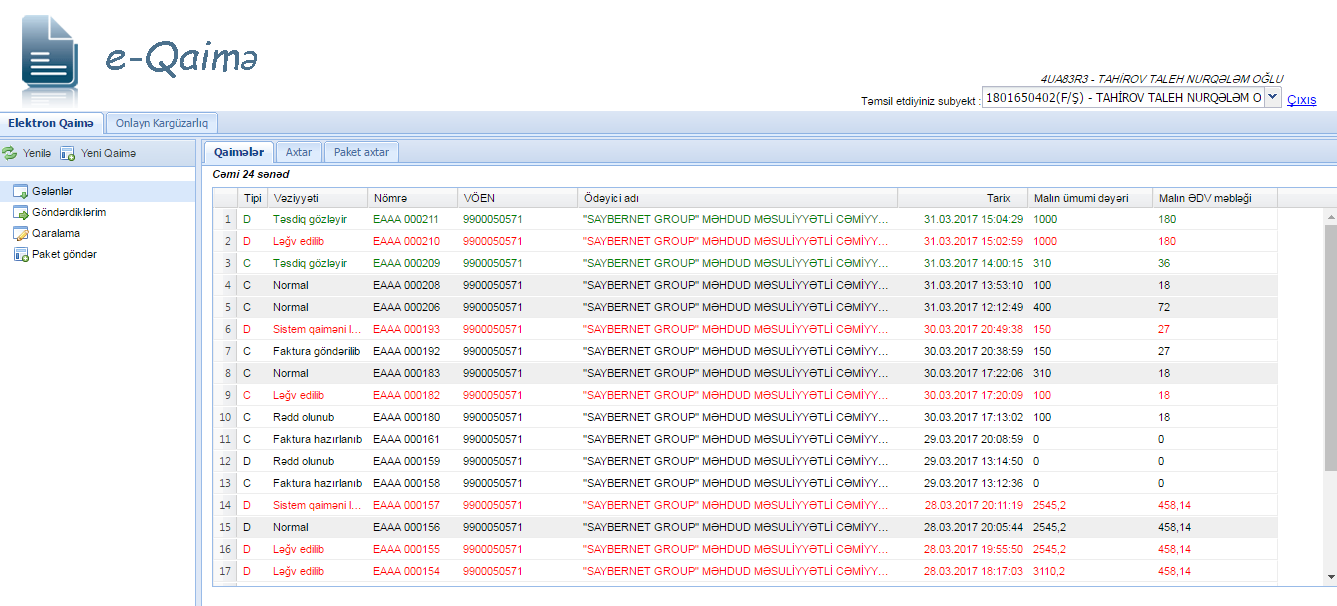 e-Qaimə
4UA83R3 - TAHİROV TALEH NURQƏLƏM OĞLU
Təmsil etdiyiniz subyekt : 1801650402(F/Ş) - TAHİROV TALEH NURQƏLƏM O Çıxış
Elektron Qaimə Onlayn Kargüzarlıq
Yenilə Yeni Qaimə
Qaimələr Axtar Paket axtar
Cəmi 24 sənəd
Gələnlər
Göndərdiklərim
Qaralama
Paket göndər
Tipi Vəziyyəti Nömrə VÖEN Ödəyici adı Tarix Malın ümumi dəyəri Malın ƏDV məbləği
1 D Təsdiq gözləyir EAAA 000211 9900050571 "SAYBERNET GROUP" MƏHDUD MƏSULİYYƏTLİ CƏMİYY... 31.03.2017 15:04:29 1000 180
2 D Ləğv edilib EAAA 000210 9900050571 "SAYBERNET GROUP" MƏHDUD MƏSULİYYƏTLİ CƏMİYY... 31.03.2017 15:02:59 1000 180
3 C Təsdiq gözləyir EAAA 000209 9900050571 "SAYBERNET GROUP" MƏHDUD MƏSULİYYƏTLİ CƏMİYY... 31.03.2017 14:00:15 310 36
4 C Normal EAAA 000208 9900050571 "SAYBERNET GROUP" MƏHDUD MƏSULİYYƏTLİ CƏMİYY... 31.03.2017 13:53:10 100 18
5 C Normal EAAA 000206 9900050571 "SAYBERNET GROUP" MƏHDUD MƏSULİYYƏTLİ CƏMİYY... 31.03.2017 12:12:49 400 72
6 D Sistem qaiməni l... EAAA 000193 9900050571 "SAYBERNET GROUP" MƏHDUD MƏSULİYYƏTLİ CƏMİYY... 30.03.2017 20:49:38 150 27
7 C Faktura göndərilib EAAA 000192 9900050571 "SAYBERNET GROUP" MƏHDUD MƏSULİYYƏTLİ CƏMİYY... 30.03.2017 20:38:59 150 27
8 C Normal EAAA 000183 9900050571 "SAYBERNET GROUP" MƏHDUD MƏSULİYYƏTLİ CƏMİYY... 30.03.2017 17:22:06 310 18
9 C Ləğv edilib EAAA 000182 9900050571 "SAYBERNET GROUP" MƏHDUD MƏSULİYYƏTLİ CƏMİYY... 30.03.2017 17:20:09 100 18
10 C Rədd olunub EAAA 000180 9900050571 "SAYBERNET GROUP" MƏHDUD MƏSULİYYƏTLİ CƏMİYY... 30.03.2017 17:13:02 100 18
11 C Faktura hazırlanıb EAAA 000161 9900050571 "SAYBERNET GROUP" MƏHDUD MƏSULİYYƏTLİ CƏMİYY... 29.03.2017 20:08:59 0 0
12 D Rədd olunub EAAA 000159 9900050571 "SAYBERNET GROUP" MƏHDUD MƏSULİYYƏTLİ CƏMİYY... 29.03.2017 13:14:50 0 0
13 C Faktura hazırlanıb EAAA 000158 9900050571 "SAYBERNET GROUP" MƏHDUD MƏSULİYYƏTLİ CƏMİYY... 29.03.2017 13:12:36 0 0
14 D Sistem qaiməni l... EAAA 000157 9900050571 "SAYBERNET GROUP" MƏHDUD MƏSULİYYƏTLİ CƏMİYY... 28.03.2017 20:11:19 2545,2 458,14
15 D Normal EAAA 000156 9900050571 "SAYBERNET GROUP" MƏHDUD MƏSULİYYƏTLİ CƏMİYY... 28.03.2017 20:05:44 2545,2 458,14
16 D Ləğv edilib EAAA 000155 9900050571 "SAYBERNET GROUP" MƏHDUD MƏSULİYYƏTLİ CƏMİYY... 28.03.2017 19:55:50 2545,2 458,14
17 D Ləğv edilib EAAA 000154 9900050571 "SAYBERNET GROUP" MƏHDUD MƏSULİYYƏTLİ CƏMİYY... 28.03.2017 18:17:03 3110,2 458,14